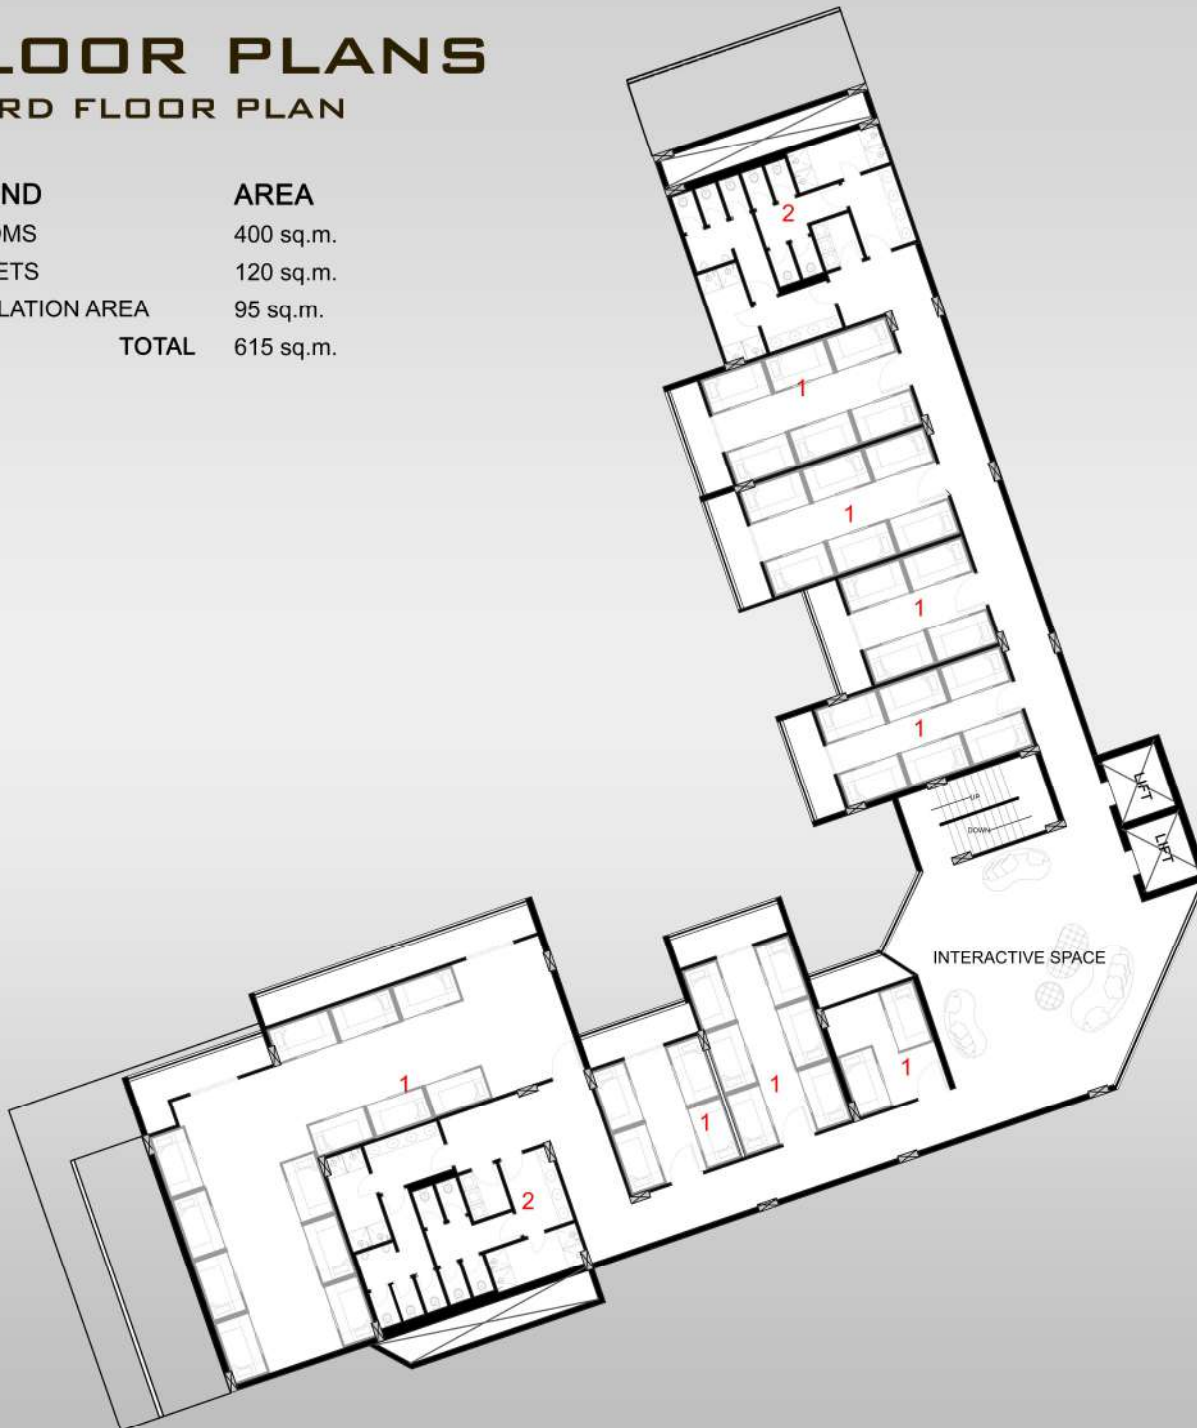 LOOR PLANS
RD FLOOR PLAN
ND AREA
OMS 400 sq.m.
ETS 120 sq.m.
LATION AREA 95 sq.m.
TOTAL 615 sq.m.
2
1
1
1
1
UP
DOWN
LIFT
LIFT
INTERACTIVE SPACE
1
1
1
1
2